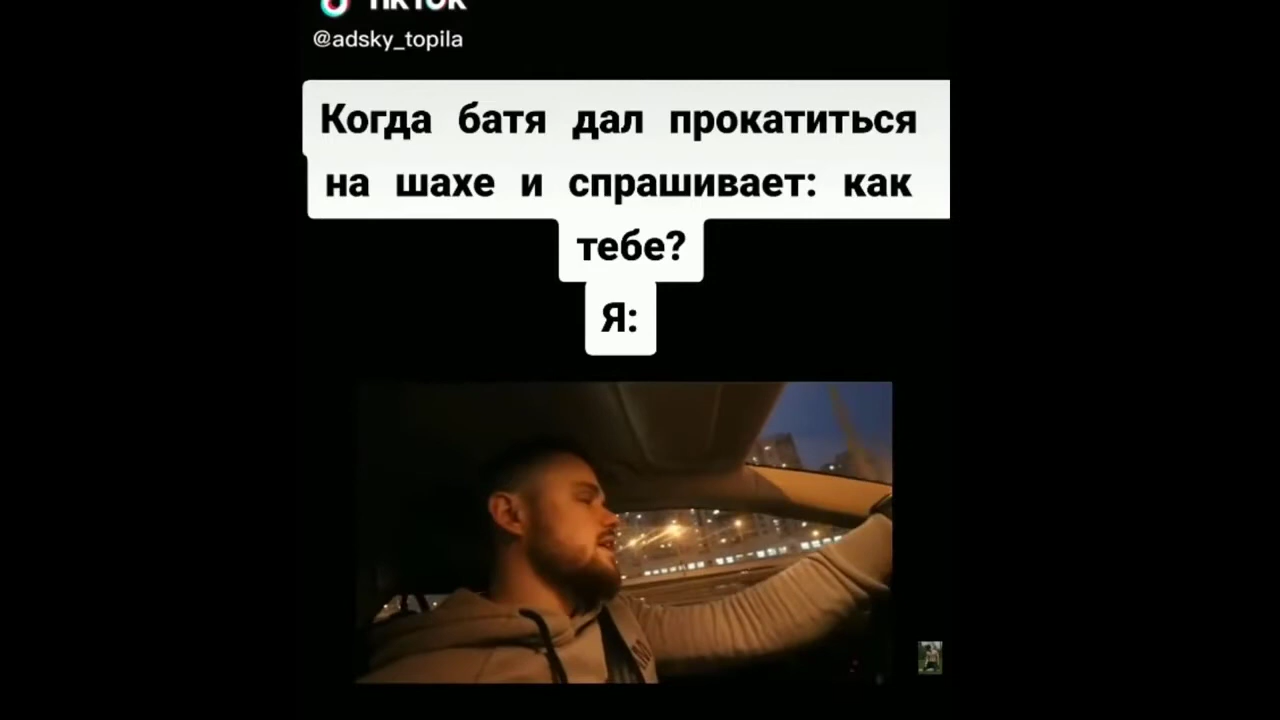 TikTok
@adsky_topila
Когда батя дал прокатиться
на шахе и спрашивает: как
тебе?
Я: